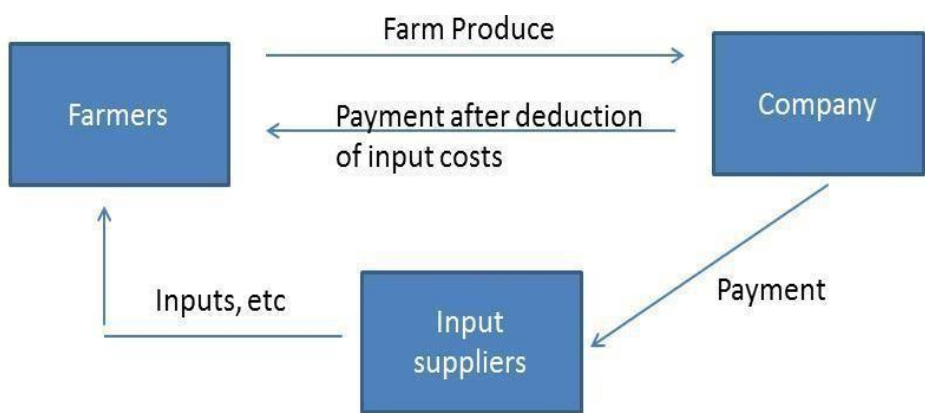 Farm Produce
Farmers
Company
Payment after deduction
of input costs
Inputs, etc
Payment
Input
suppliers